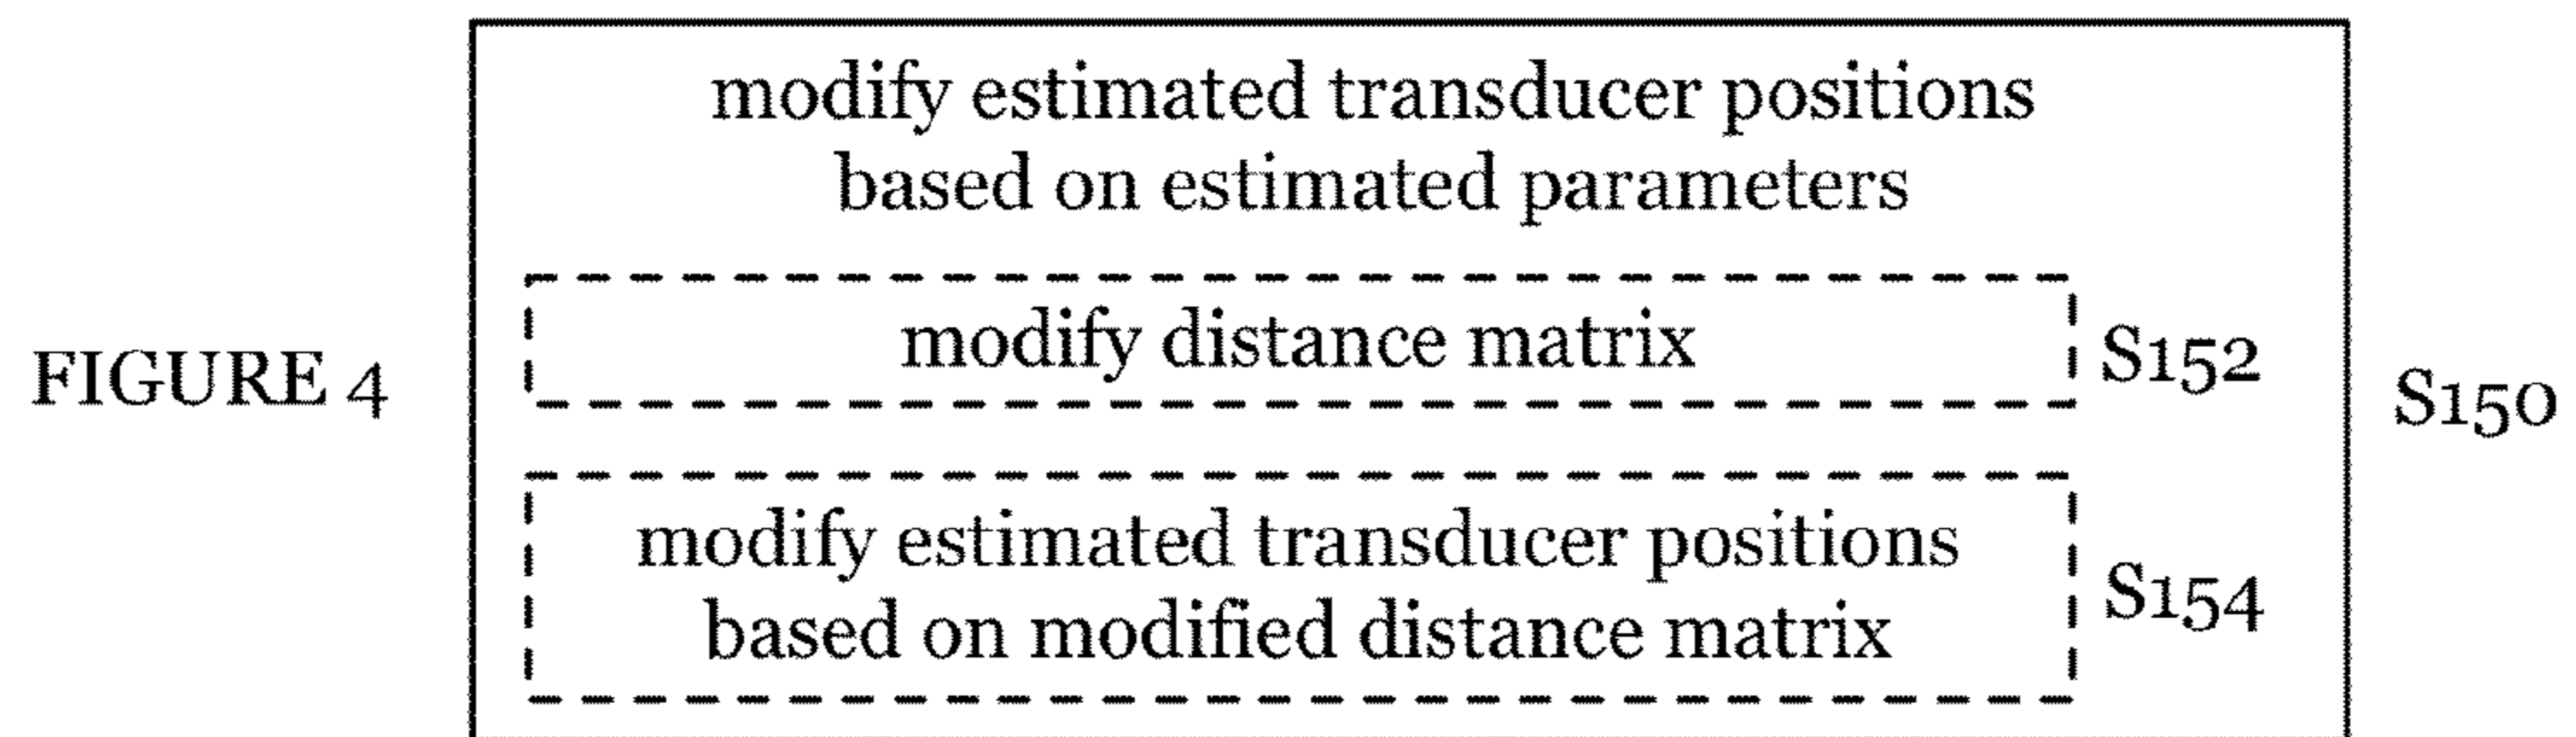 modify estimated transducer positions
based on estimated parameters
modify distance matrix
S152
FIGURE 4
S150
modify estimated transducer positions
based on modified distance matrix
S154